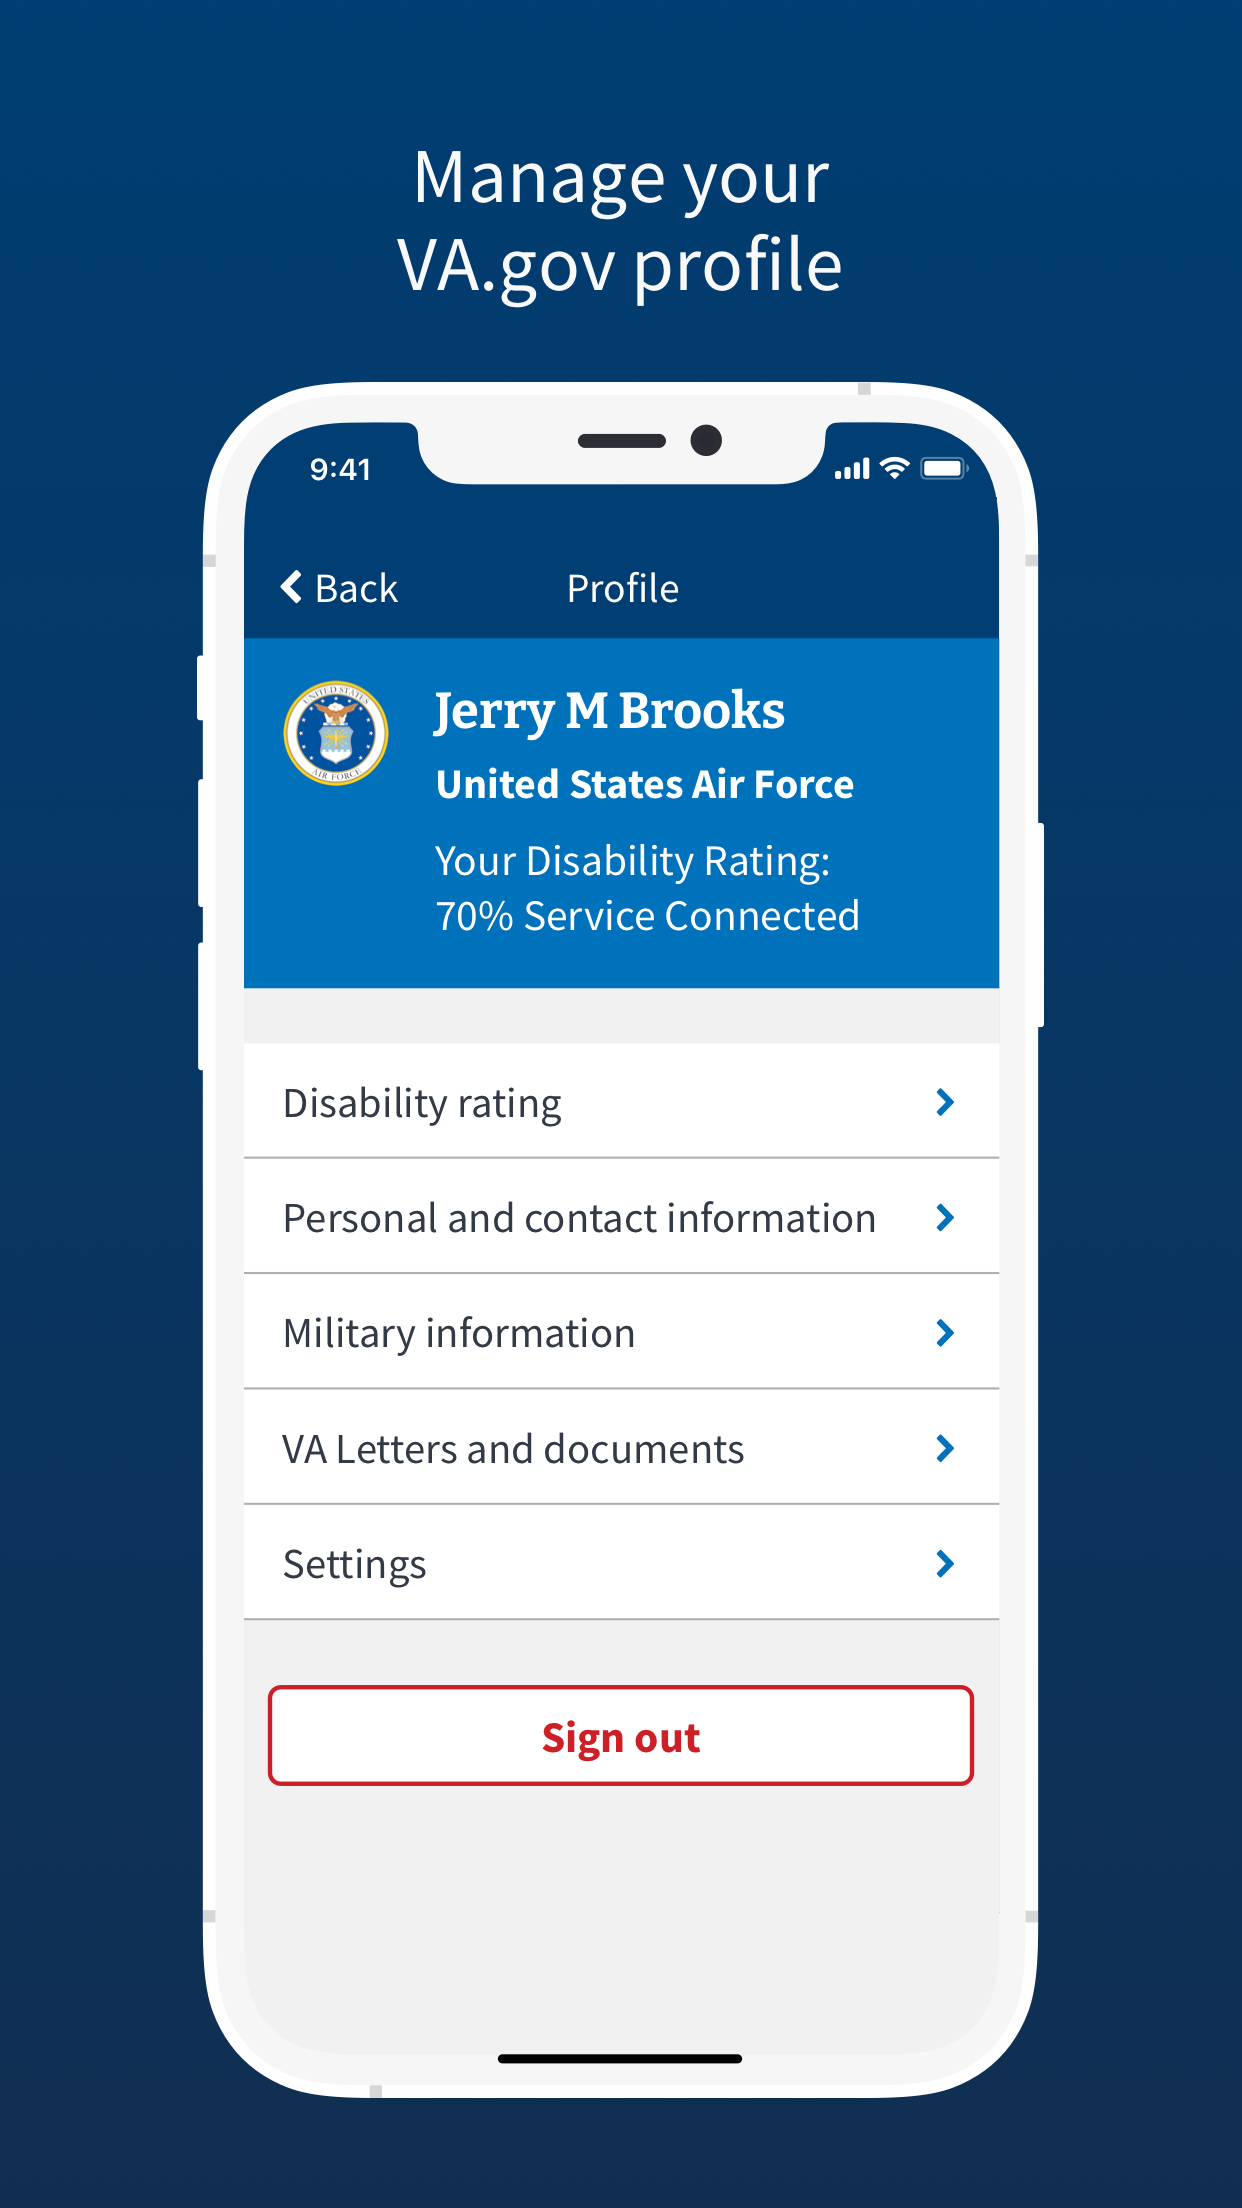 Manage your
VA.gov profile
9:41
Back
Profile
UNITED STATES
AIR FORCE
Jerry M Brooks
United States Air Force
Your Disability Rating:
70% Service Connected
Disability rating
Personal and contact information
Military information
VA Letters and documents
Settings
Sign out